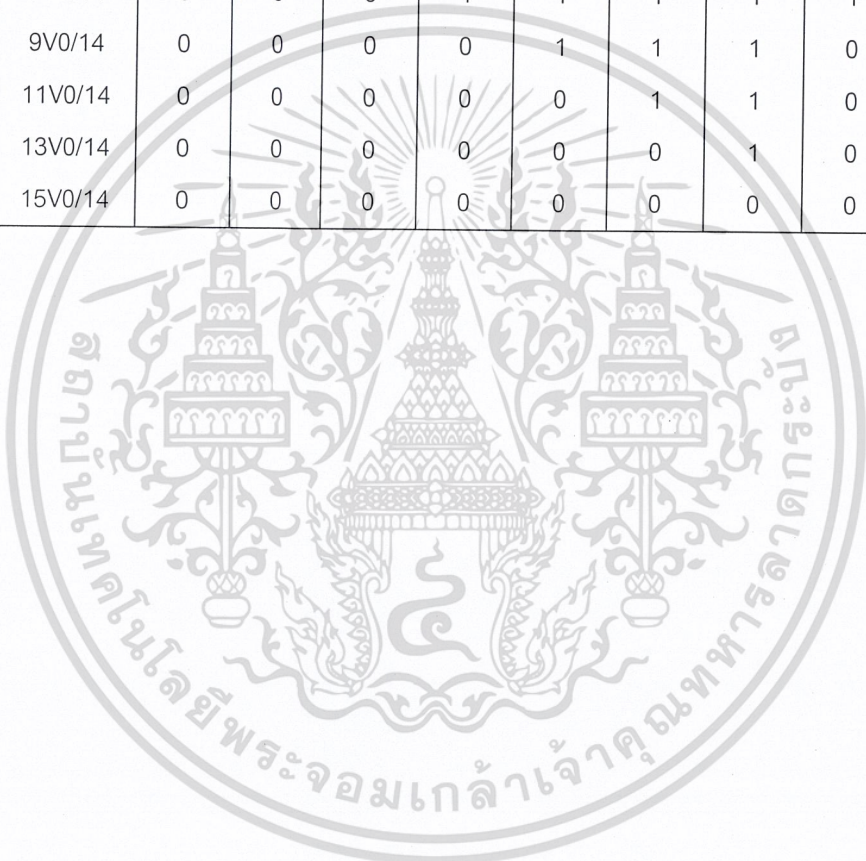 9V0/14 0 0 0 0 1 1 1 0
11V0/14 0 0 0 0 0 1 1 0
13V0/14 0 0 0 0 0 0 1 0
15V0/14 0 0 0 0 0 0 0 0
๔
สถาบันเทคโนโลยีพระจอมเกล้าเจ้าคุณทหารลาดกระบัง